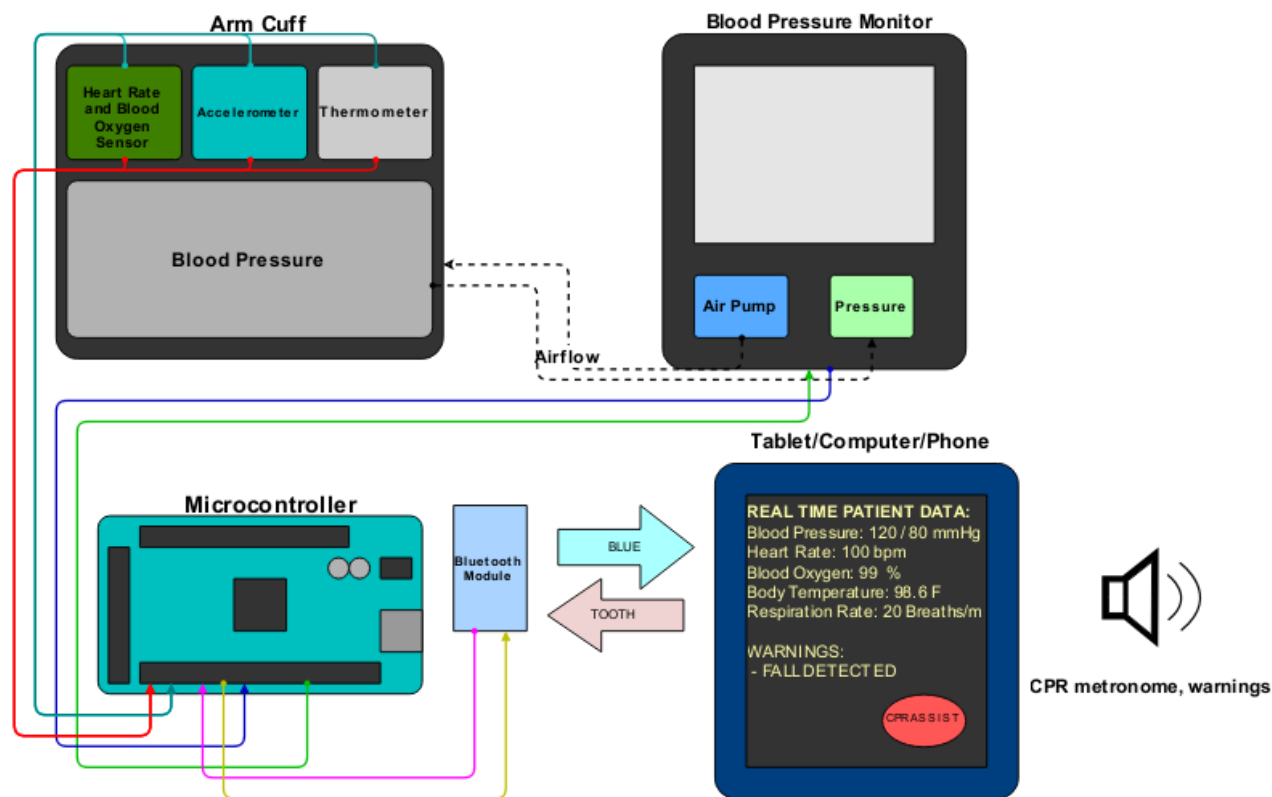 Arm Cuff
Blood Pressure Monitor
Heart Rate
and Blood
Oxygen
Sensor
Accelerometer
Thermometer
Blood Pressure
Air Pump
Pressure
Airflow
Tablet/Computer/Phone
Microcontroller
Bluetooth
Module
BLUE
TOOTH
REAL TIME PATIENT DATA:
Blood Pressure: 120 / 80 mmHg
Heart Rate: 100 bpm
Blood Oxygen: 99 %
Body Temperature: 98.6 F
Respiration Rate: 20 Breaths/m
WARNINGS:
- FALL DETECTED
CPR ASSIST
CPR metronome, warnings